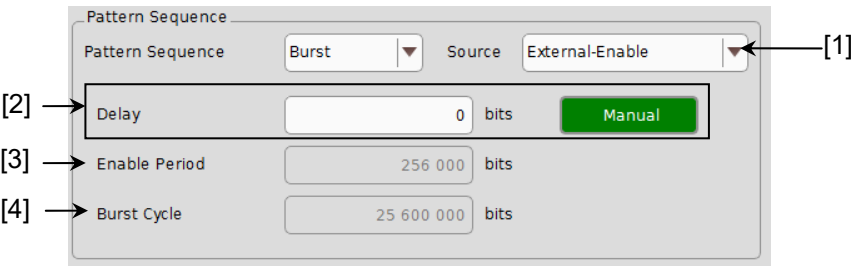 Pattern Sequence
Pattern Sequence Burst Source External-Enable [1]
[2] Delay 0 bits Manual
[3] Enable Period 256 000 bits
[4] Burst Cycle 25 600 000 bits